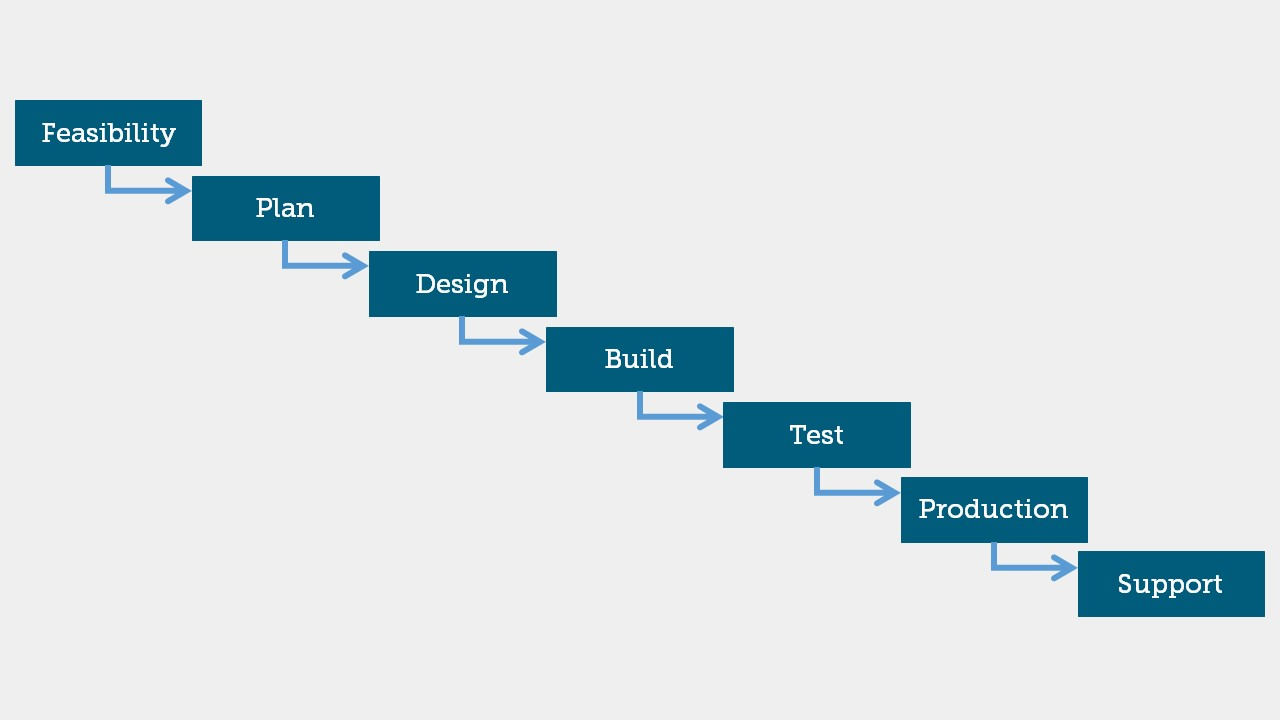 Feasibility
Plan
Design
Build
Test
Production
Support